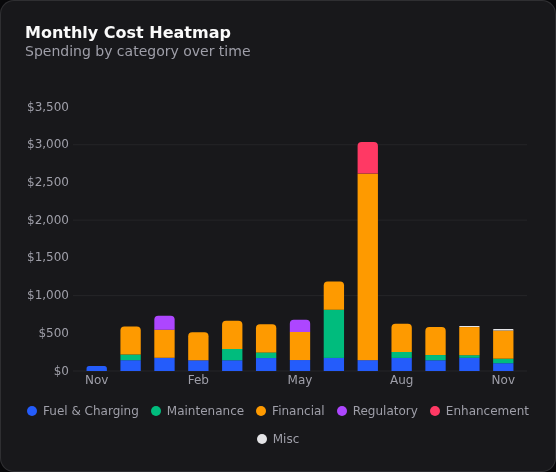 Monthly Cost Heatmap
Spending by category over time
$3,500
$3,000
$2,500
$2,000
$1,500
$1,000
$500
$0
Nov Feb May Aug Nov
Fuel & Charging Maintenance Financial Regulatory Enhancement
Misc